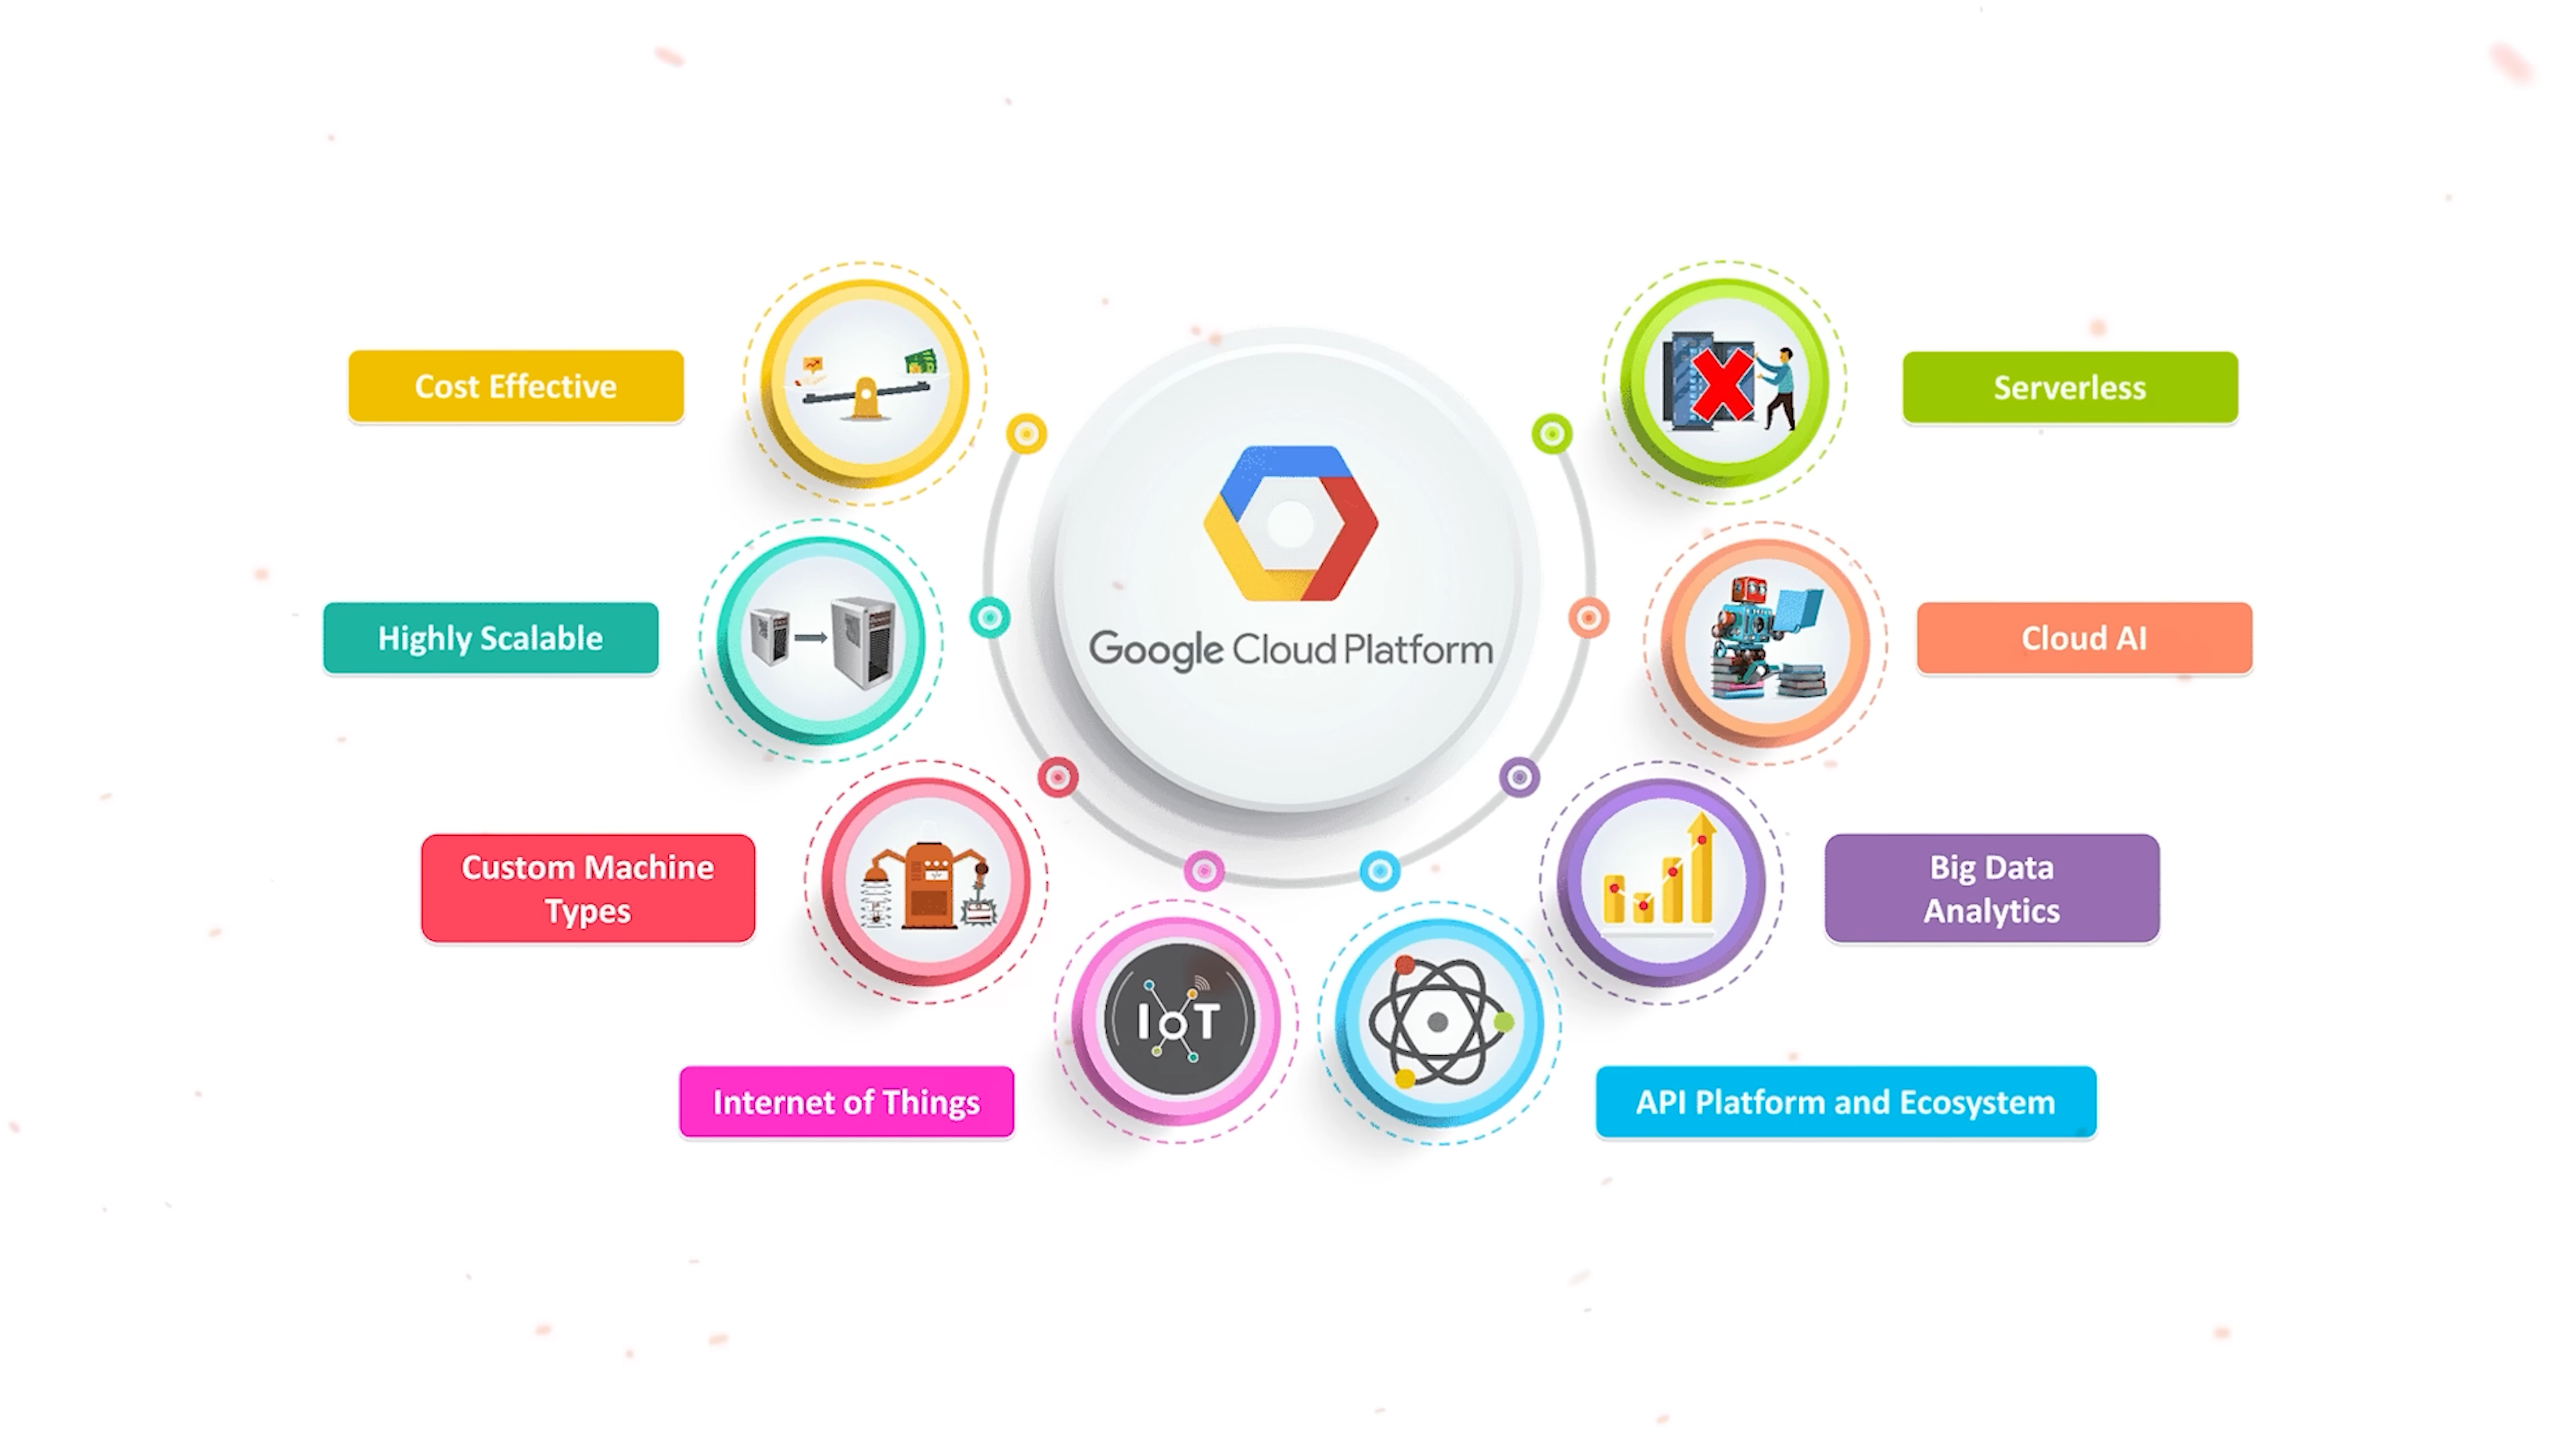 Cost Effective
Serverless
Google Cloud Platform
Highly Scalable
Cloud AI
Custom Machine
Types
Big Data
Analytics
IoT
Internet of Things
API Platform and Ecosystem